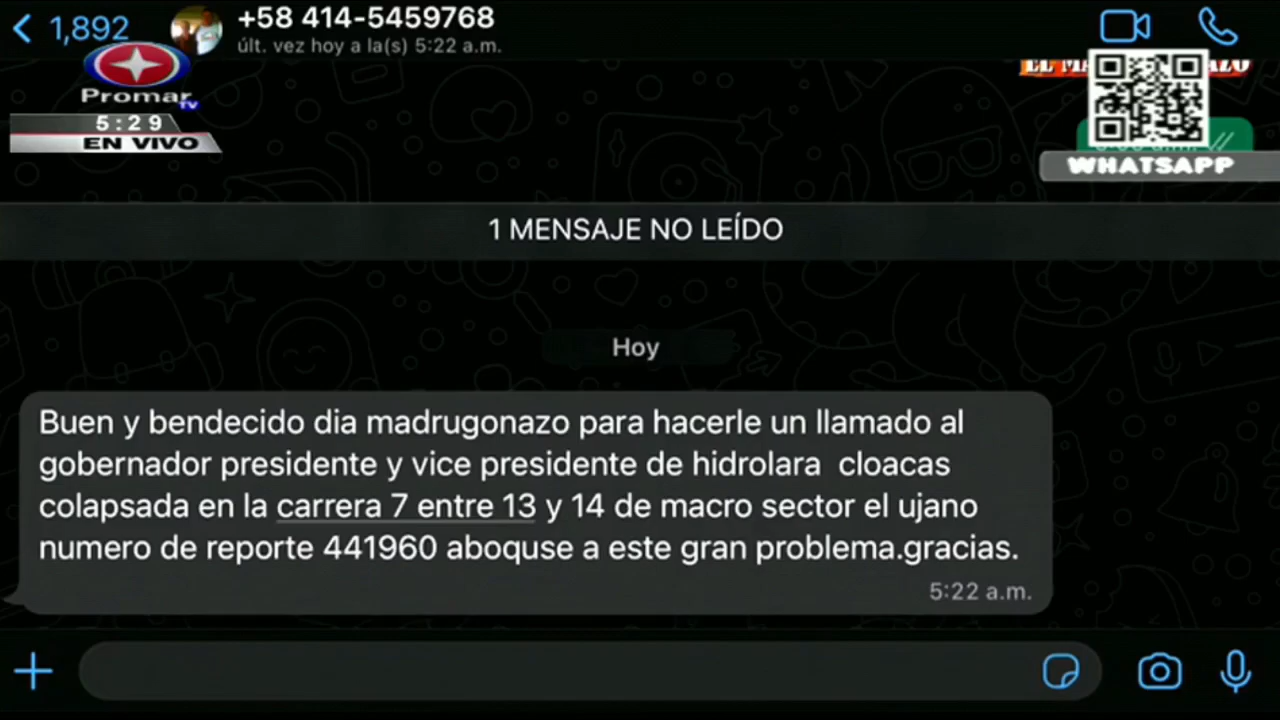 1,892
+58 414-5459768
últ. vez hoy a la(s) 5:22 a.m.
Promar TV
5:29
EN VIVO
WHATSAPP
1 MENSAJE NO LEÍDO
Hoy
Buen y bendecido dia madrugonazo para hacerle un llamado al
gobernador presidente y vice presidente de hidrolara  cloacas
colapsada en la carrera 7 entre 13 y 14 de macro sector el ujano
numero de reporte 441960 aboquse a este gran problema.gracias.
5:22 a.m.